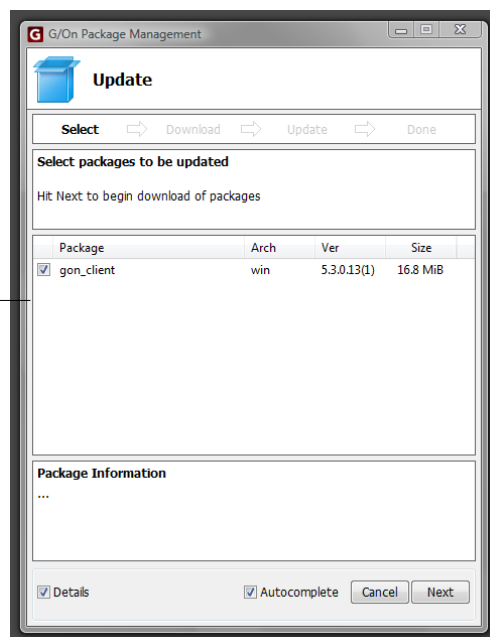 G G/On Package Management
Update
Select Download Update Done
Select packages to be updated
Hit Next to begin download of packages
Package Arch Ver Size
gon_client win 5.3.0.13(1) 16.8 MiB
Package Information
...
Details Autocomplete Cancel Next